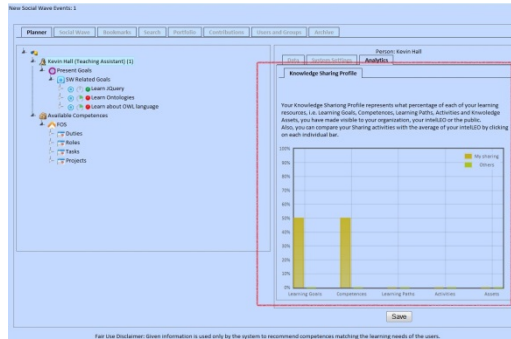 New Social Wave Events: 1
Planner Social Wave Bookmarks Search Portfolio Contributions Users and Groups Archive
Kevin Hall (Teaching Assistant) (1)
Present Goals
SW Related Goals
Learn JQuery
Learn Ontologies
Learn about OWL language
Available Competences
FOS
Duties
Roles
Tasks
Projects
Person: Kevin Hall
Data System Settings Analytics
Knowledge Sharing Profile
Your Knowledge Sharing Profile represents what percentage of each of your learning
resources, i.e. Learning Goals, Competences, Learning Paths, Activities and Knwoledge
Assets, you have made visible to your organization, your IntelLEO or the public.
Also, you can compare your Sharing activities with the average of your IntelLEO by clicking
on each individual bar.
100%
90%
80%
70%
60%
50%
40%
30%
20%
10%
0%
My sharing
Others
Learning Goals Competences Learning Paths Activities Assets
Save
Fair Use Disclaimer: Given information is used only by the system to recommend competences matching the learning needs of the users.